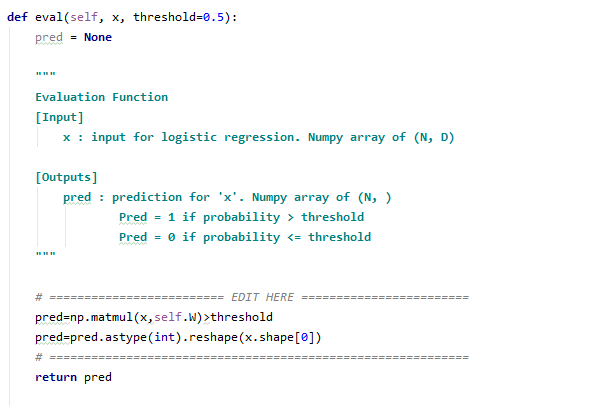 def eval(self, x, threshold=0.5):
    pred = None

    """
    Evaluation Function
    [Input]
        x : input for logistic regression. Numpy array of (N, D)

    [Outputs]
        pred : prediction for 'x'. Numpy array of (N, )
                Pred = 1 if probability > threshold
                Pred = 0 if probability <= threshold
    """

    # ========================= EDIT HERE ========================
    pred=np.matmul(x,self.W)>threshold
    pred=pred.astype(int).reshape(x.shape[0])
    # ============================================================
    return pred